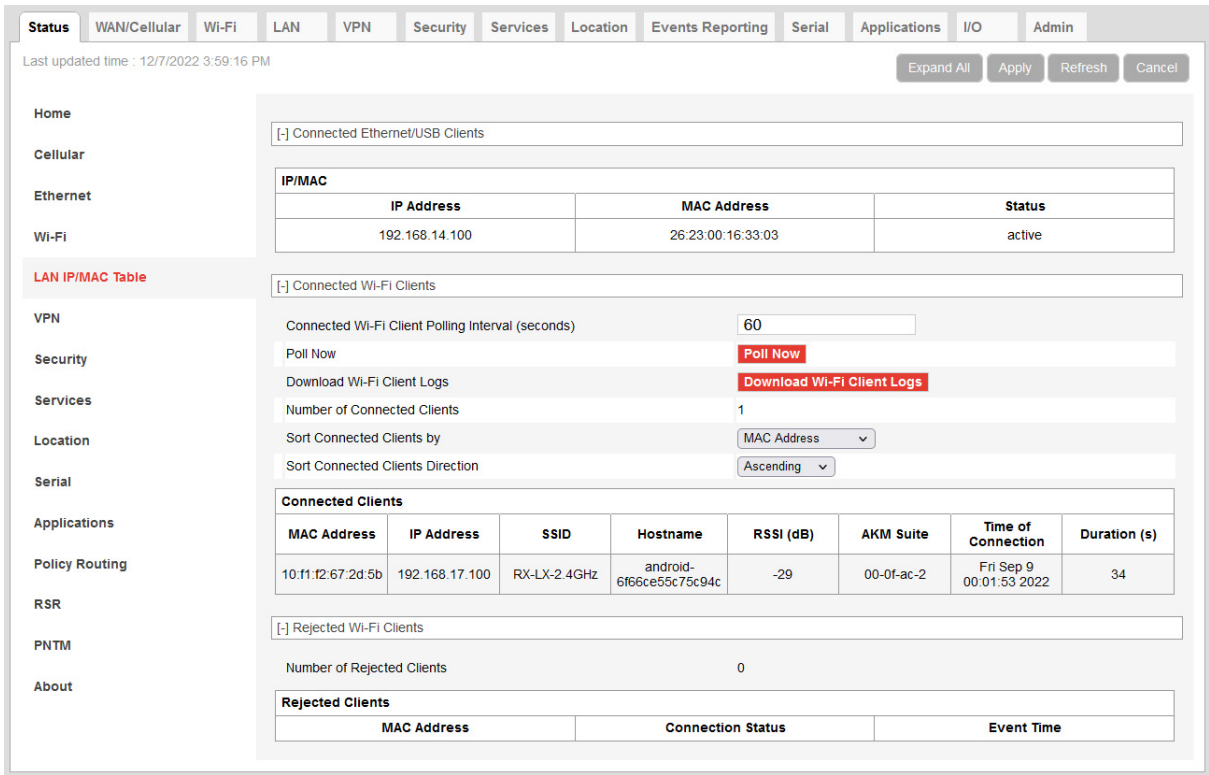 Status WAN/Cellular Wi-Fi LAN VPN Security Services Location Events Reporting Serial Applications I/O Admin
Last updated time : 12/7/2022 3:59:16 PM
Expand All Apply Refresh Cancel
Home
Cellular
Ethernet
Wi-Fi
LAN IP/MAC Table
VPN
Security
Services
Location
Serial
Applications
Policy Routing
RSR
PNTM
About
[-] Connected Ethernet/USB Clients
IP/MAC
IP Address MAC Address Status
192.168.14.100 26:23:00:16:33:03 active
[-] Connected Wi-Fi Clients
Connected Wi-Fi Client Polling Interval (seconds) 60
Poll Now Poll Now
Download Wi-Fi Client Logs Download Wi-Fi Client Logs
Number of Connected Clients 1
Sort Connected Clients by MAC Address
Sort Connected Clients Direction Ascending
Connected Clients
MAC Address IP Address SSID Hostname RSSI (dB) AKM Suite Time of Connection Duration (s)
10:f1:f2:67:2d:5b 192.168.17.100 RX-LX-2.4GHz android-6f66ce55c75c94c -29 00-0f-ac-2 Fri Sep 9 00:01:53 2022 34
[-] Rejected Wi-Fi Clients
Number of Rejected Clients 0
Rejected Clients
MAC Address Connection Status Event Time